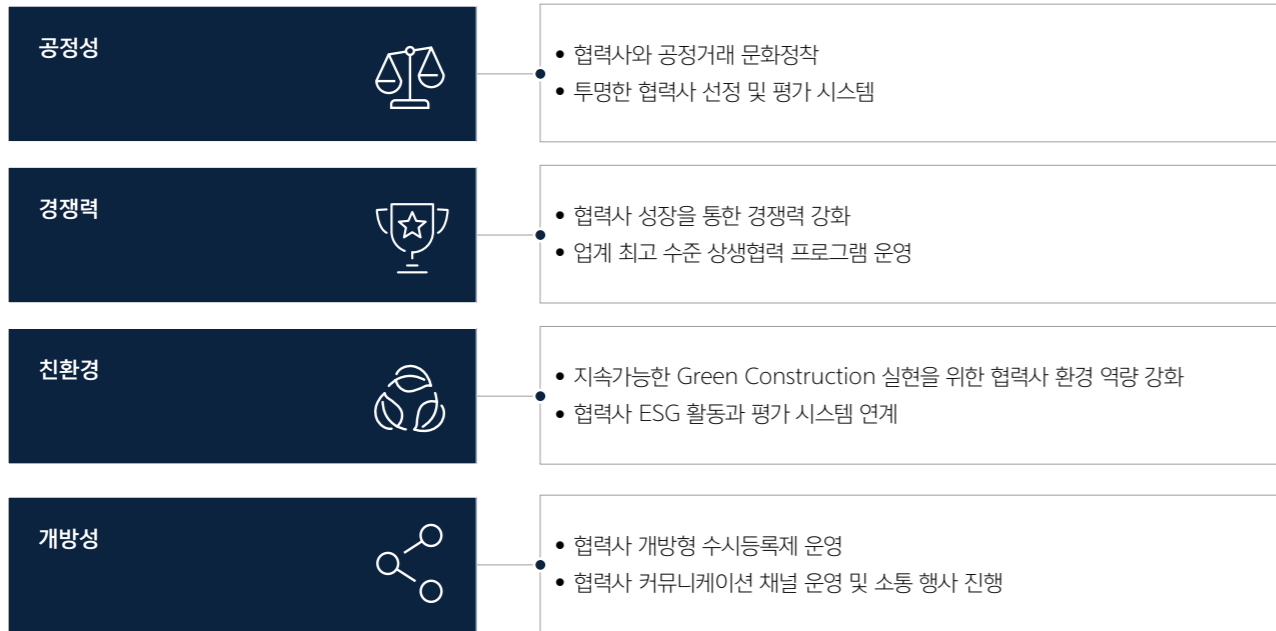 공정성
• 협력사와 공정거래 문화정착
• 투명한 협력사 선정 및 평가 시스템
경쟁력
• 협력사 성장을 통한 경쟁력 강화
• 업계 최고 수준 상생협력 프로그램 운영
친환경
• 지속가능한 Green Construction 실현을 위한 협력사 환경 역량 강화
• 협력사 ESG 활동과 평가 시스템 연계
개방성
• 협력사 개방형 수시등록제 운영
• 협력사 커뮤니케이션 채널 운영 및 소통 행사 진행